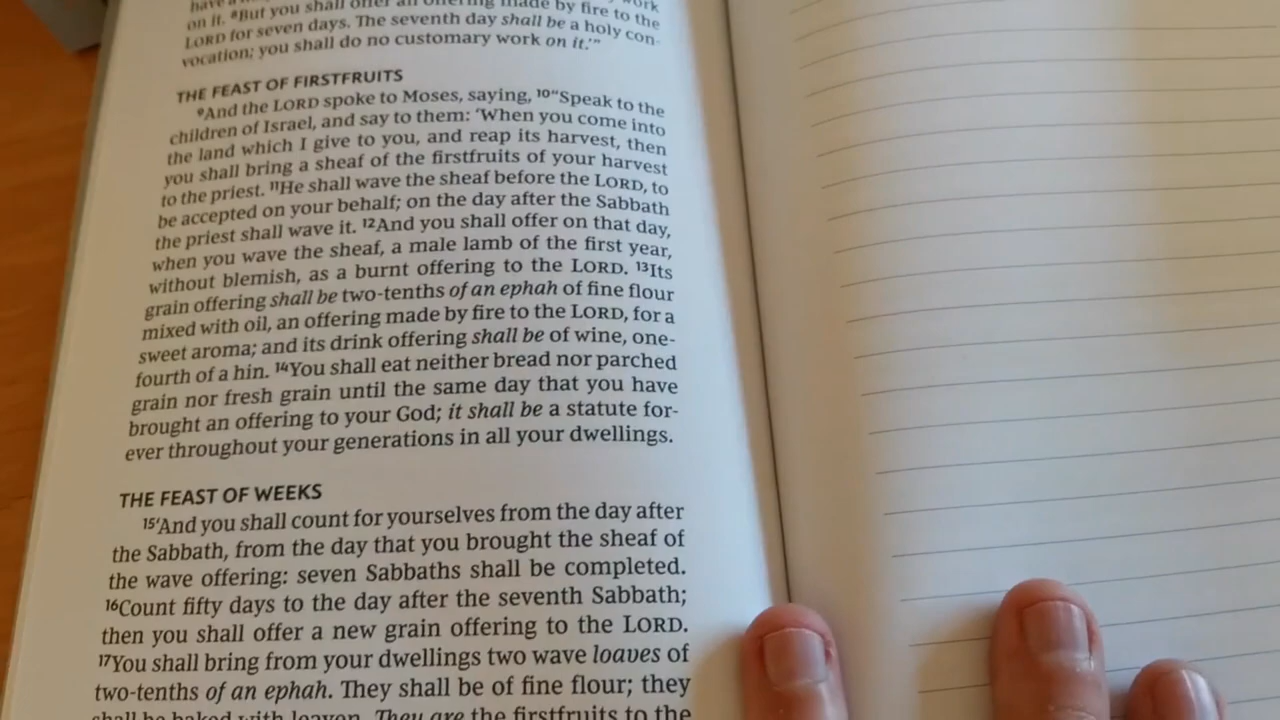 have a work
on it. ⁸But you shall offer an offering made by fire to the
LORD for seven days. The seventh day shall be a holy con-
vocation; you shall do no customary work on it.’”
THE FEAST OF FIRSTFRUITS
⁹And the LORD spoke to Moses, saying, ¹⁰“Speak to the
children of Israel, and say to them: ‘When you come into
the land which I give to you, and reap its harvest, then
you shall bring a sheaf of the firstfruits of your harvest
to the priest. ¹¹He shall wave the sheaf before the LORD, to
be accepted on your behalf; on the day after the Sabbath
the priest shall wave it. ¹²And you shall offer on that day,
when you wave the sheaf, a male lamb of the first year,
without blemish, as a burnt offering to the LORD. ¹³Its
grain offering shall be two-tenths of an ephah of fine flour
mixed with oil, an offering made by fire to the LORD, for a
sweet aroma; and its drink offering shall be of wine, one-
fourth of a hin. ¹⁴You shall eat neither bread nor parched
grain nor fresh grain until the same day that you have
brought an offering to your God; it shall be a statute for-
ever throughout your generations in all your dwellings.
THE FEAST OF WEEKS
¹⁵‘And you shall count for yourselves from the day after
the Sabbath, from the day that you brought the sheaf of
the wave offering: seven Sabbaths shall be completed.
¹⁶Count fifty days to the day after the seventh Sabbath;
then you shall offer a new grain offering to the LORD.
¹⁷You shall bring from your dwellings two wave loaves of
two-tenths of an ephah. They shall be of fine flour; they
shall be baked with leaven. They are the firstfruits to the